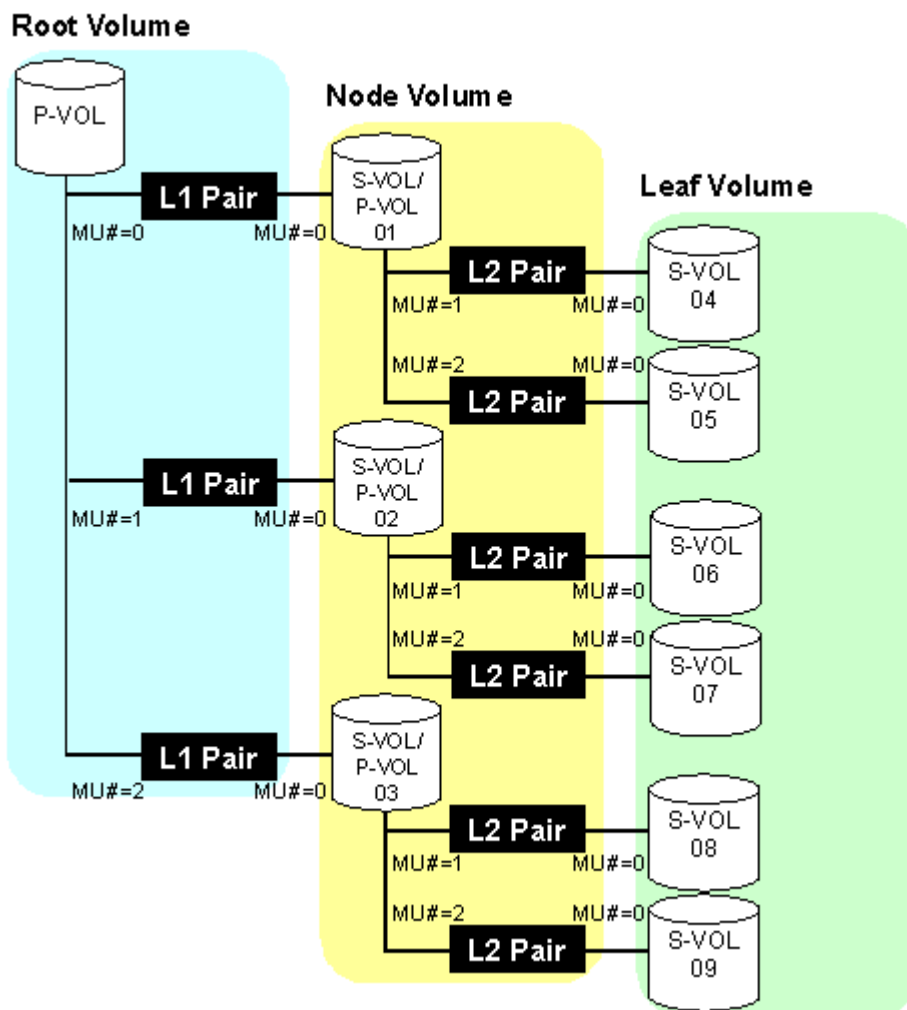 Root Volume
P-VOL
Node Volume
L1 Pair
MU#=0
MU#=0
S-VOL/
P-VOL
01
Leaf Volume
L2 Pair
MU#=1
MU#=0
S-VOL
04
MU#=2
MU#=0
L2 Pair
S-VOL
05
L1 Pair
MU#=1
MU#=0
S-VOL/
P-VOL
02
L2 Pair
MU#=1
MU#=0
S-VOL
06
MU#=2
MU#=0
L2 Pair
S-VOL
07
L1 Pair
MU#=2
MU#=0
S-VOL/
P-VOL
03
L2 Pair
MU#=1
MU#=0
S-VOL
08
MU#=2
MU#=0
L2 Pair
S-VOL
09